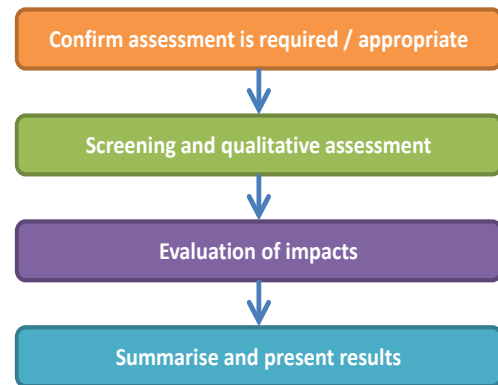 Confirm assessment is required / appropriate
Screening and qualitative assessment
Evaluation of impacts
Summarise and present results